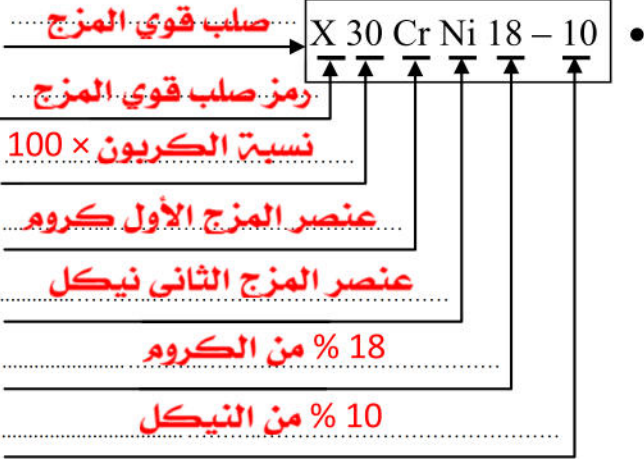 صلب قوي المزج
• X 30 Cr Ni 18 – 10
رمز صلب قوي المزج
نسبة الكربون × 100
عنصر المزج الأول كروم
عنصر المزج الثاني نيكل
18 % من الكروم
10 % من النيكل